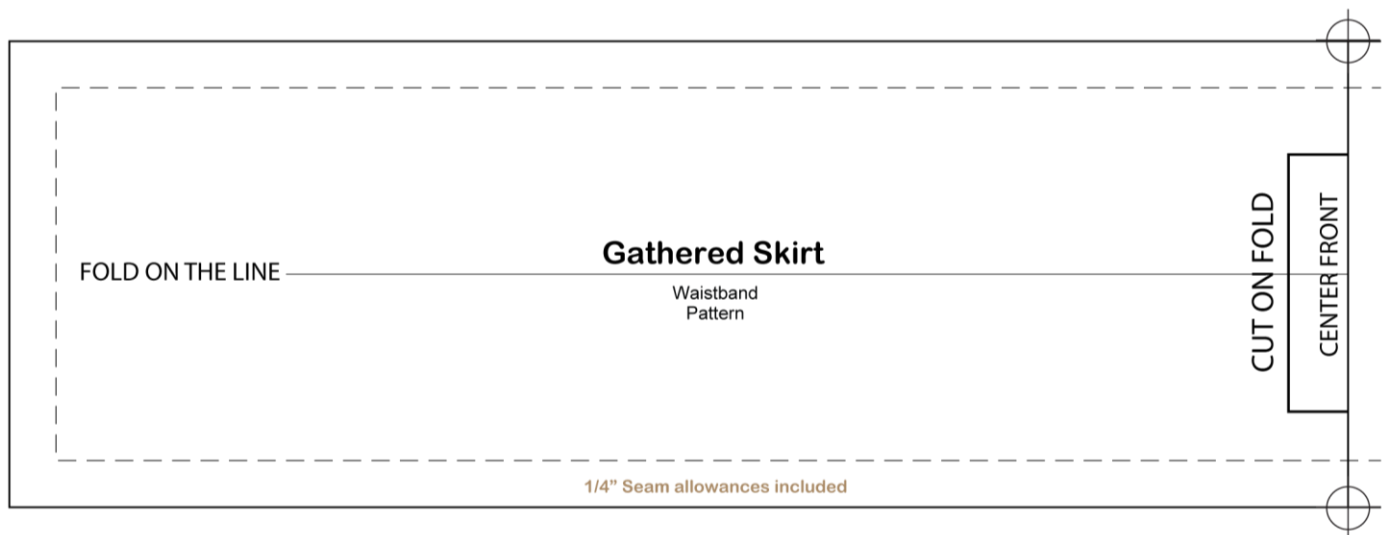 Gathered Skirt
FOLD ON THE LINE
Waistband
Pattern
CUT ON FOLD
CENTER FRONT
1/4” Seam allowances included